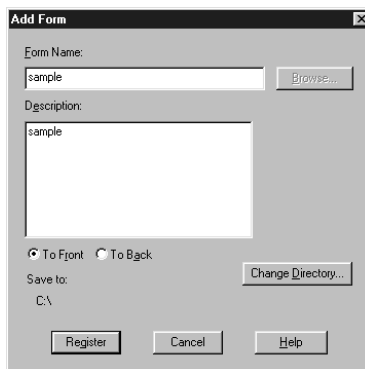 Add Form
Form Name:
sample
Browse...
Description:
sample
To Front To Back
Change Directory...
Save to:
C:\
Register Cancel Help